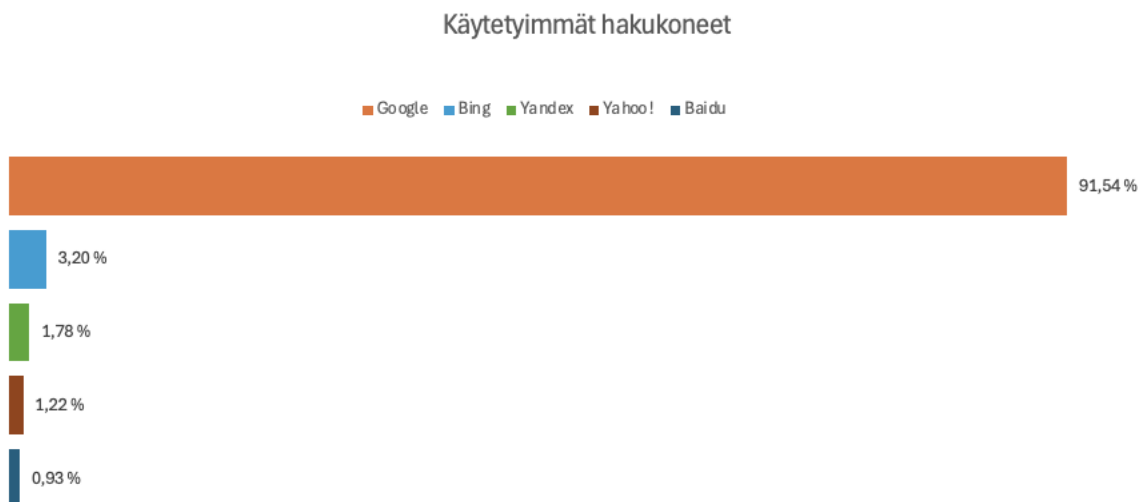 Käytetyimmät hakukoneet
Google Bing Yandex Yahoo! Baidu
91,54 %
3,20 %
1,78 %
1,22 %
0,93 %